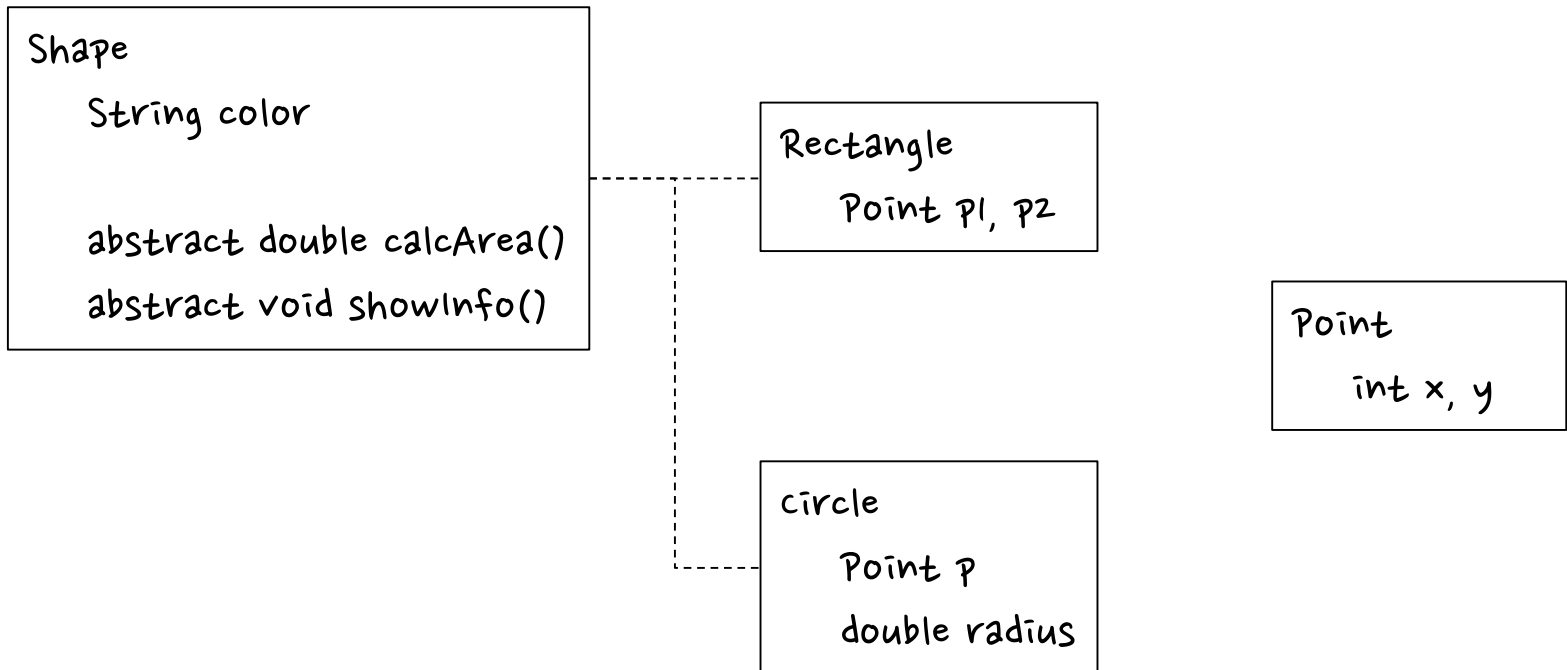 Shape
String color
abstract double calcArea()
abstract void showInfo()
Rectangle
Point p1, p2
Circle
Point p
double radius
Point
int x, y